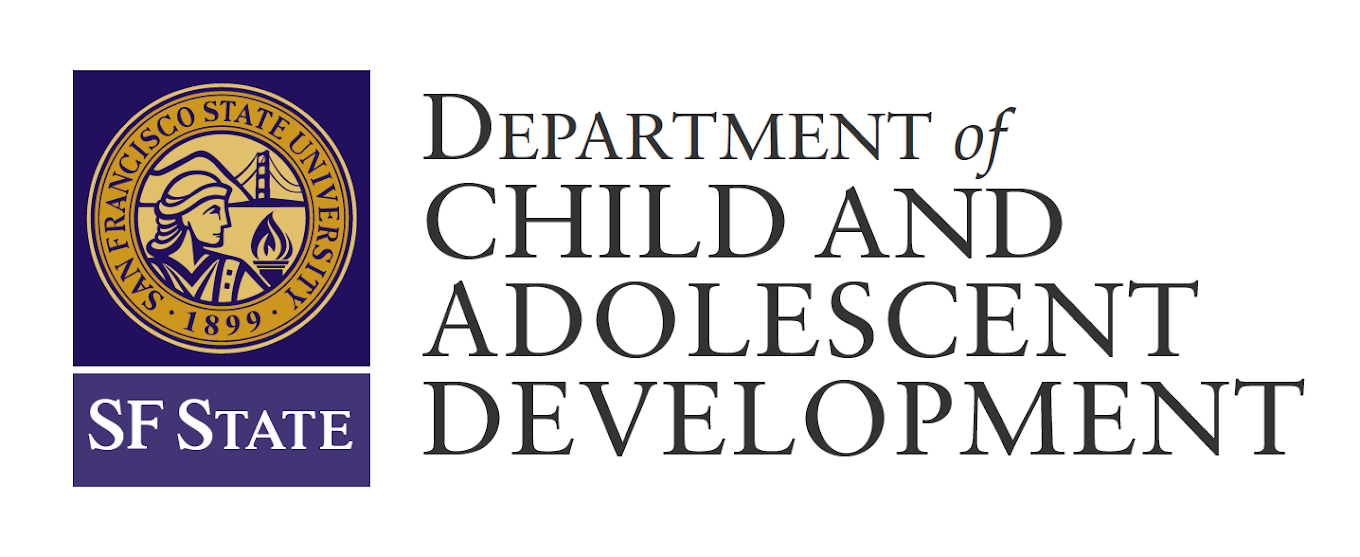 SAN FRANCISCO STATE UNIVERSITY
· 1899 ·
SF STATE
DEPARTMENT of
CHILD AND
ADOLESCENT
DEVELOPMENT